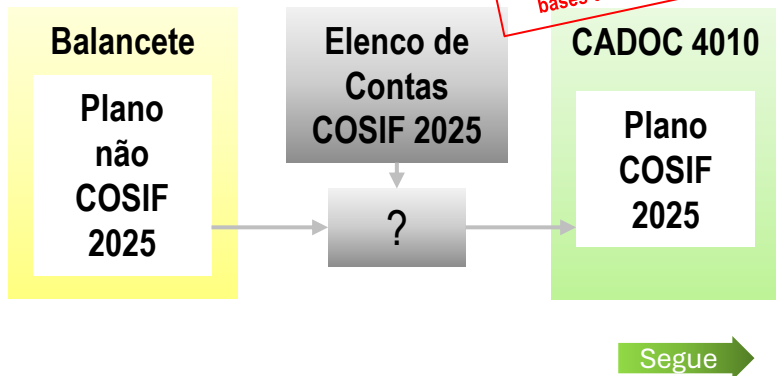 bases
Balancete
Plano
não
COSIF
2025
Elenco de
Contas
COSIF 2025
?
CADOC 4010
Plano
COSIF
2025
Segue